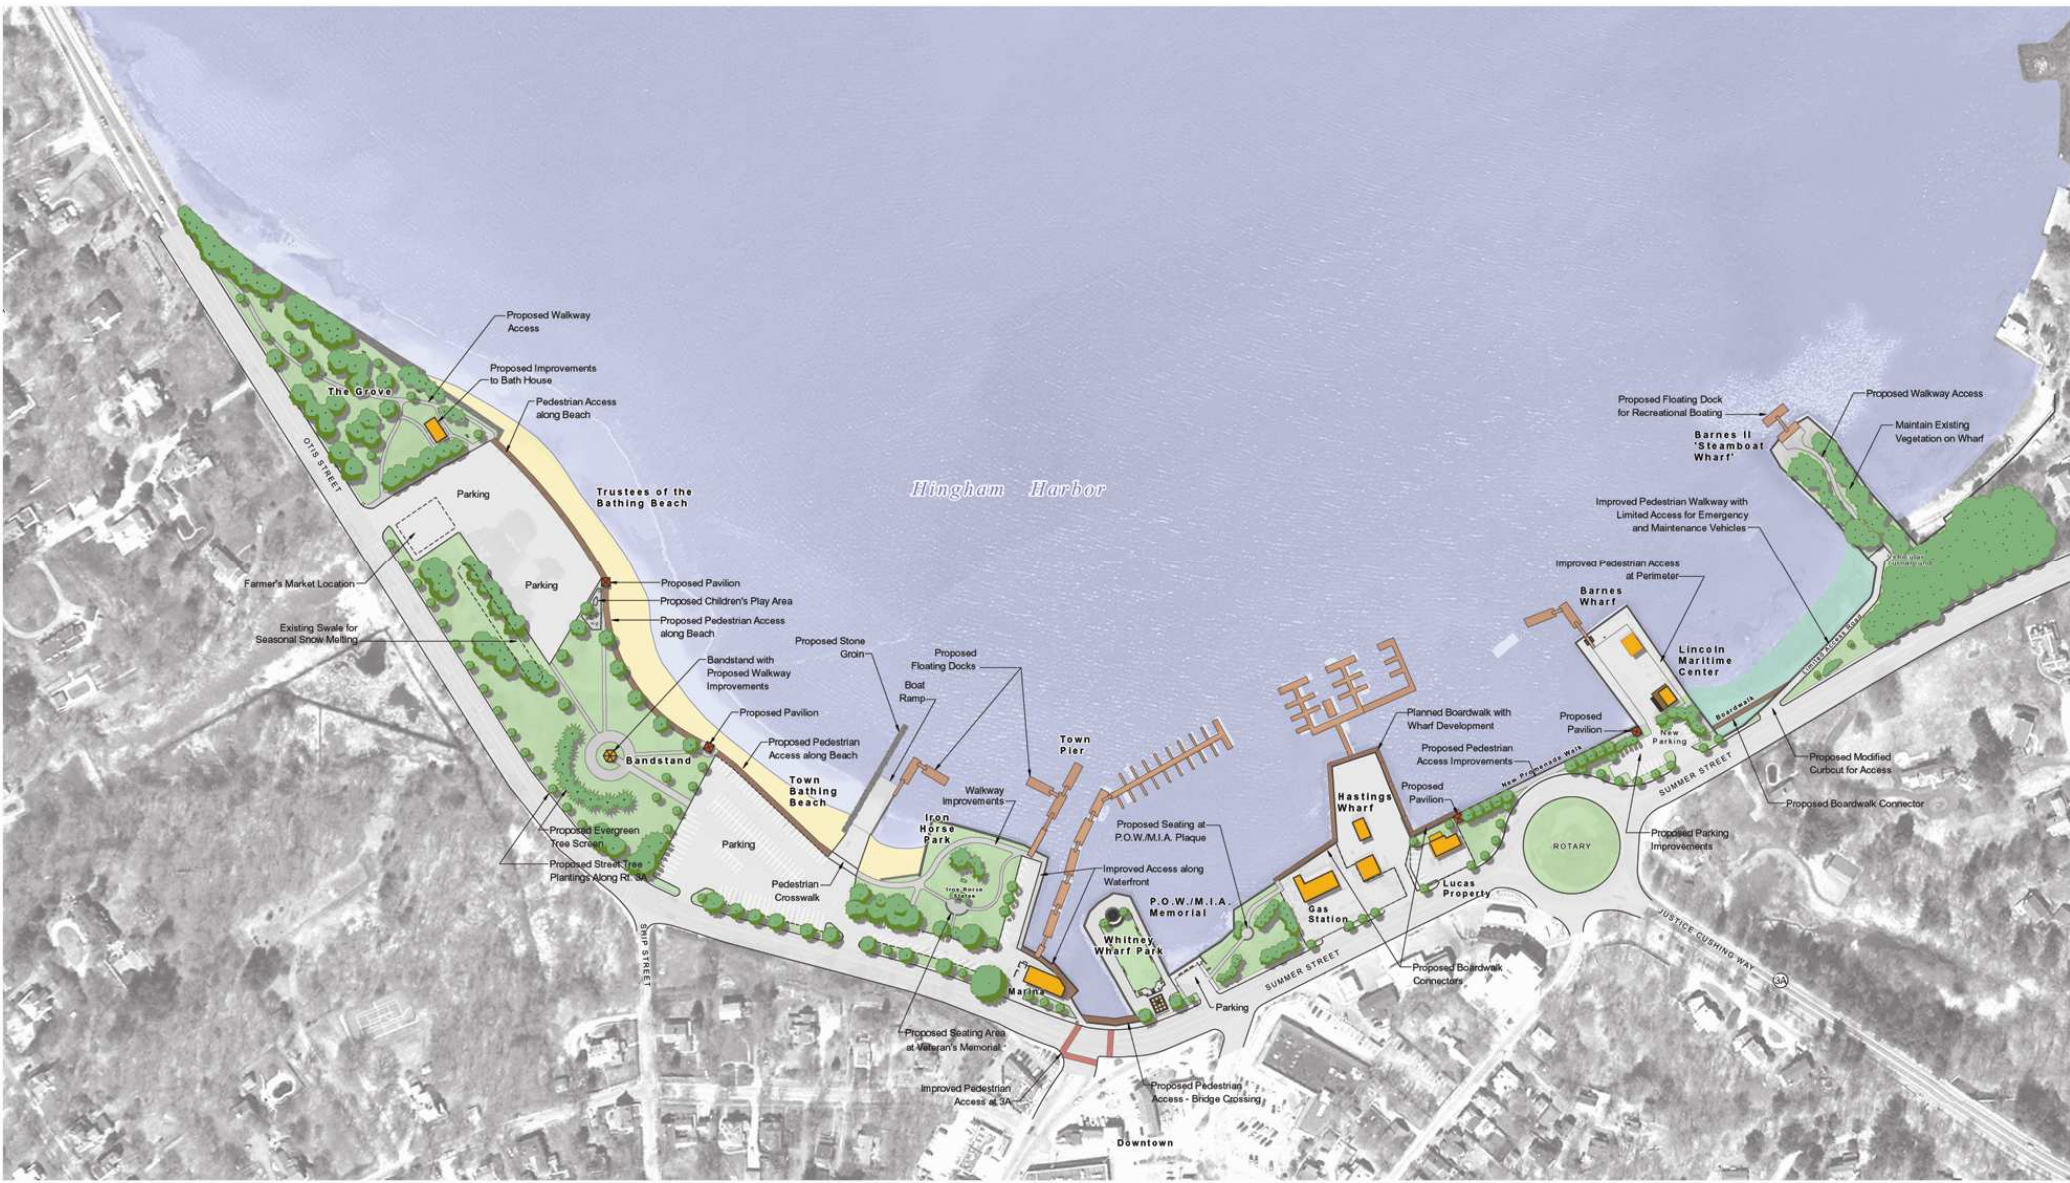 Proposed Walkway
Access
Proposed Improvements
to Bath House
The Grove
Pedestrian Access
along Beach
OTIS STREET
Parking
Trustees of the
Bathing Beach
Hingham Harbor
Parking
Farmer's Market Location
Proposed Pavilion
Proposed Children's Play Area
Proposed Pedestrian Access
along Beach
Existing Swale for
Seasonal Snow Melting
Bandstand with
Proposed Walkway
Improvements
Proposed Stone
Groin
Boat
Ramp
Proposed
Floating Docks
Proposed Pavilion
Proposed Pedestrian
Access along Beach
Bandstand
Town
Bathing
Beach
Town
Pier
Walkway
Improvements
Iron
Horse
Park
Iron Horse
Statue
Proposed Evergreen
Tree Screen
Proposed Street Tree
Plantings Along Rt. 3A
Parking
Pedestrian
Crosswalk
SHIP STREET
Proposed Seating at
P.O.W./M.I.A. Plaque
Improved Access along
Waterfront
P.O.W./M.I.A.
Memorial
Whitney
Wharf Park
Marina
Proposed Seating Area
at Veteran's Memorial
Improved Pedestrian
Access at 3A
Proposed Pedestrian
Access - Bridge Crossing
Downtown
Parking
SUMMER STREET
Gas
Station
Hastings
Wharf
Planned Boardwalk with
Wharf Development
Proposed Pedestrian
Access Improvements
Proposed
Pavilion
Lucas
Property
Proposed Boardwalk
Connectors
New Promenade Walk
Proposed
Pavilion
New
Parking
ROTARY
JUSTICE CUSHING WAY
3A
Proposed Parking
Improvements
SUMMER STREET
Proposed Boardwalk Connector
Proposed Modified
Curbcut for Access
Boardwalk
Limited Access Road
Lincoln
Maritime
Center
Barnes
Wharf
Improved Pedestrian Access
at Perimeter
Improved Pedestrian Walkway with
Limited Access for Emergency
and Maintenance Vehicles
Proposed Floating Dock
for Recreational Boating
Barnes II
'Steamboat
Wharf'
Proposed Walkway Access
Maintain Existing
Vegetation on Wharf